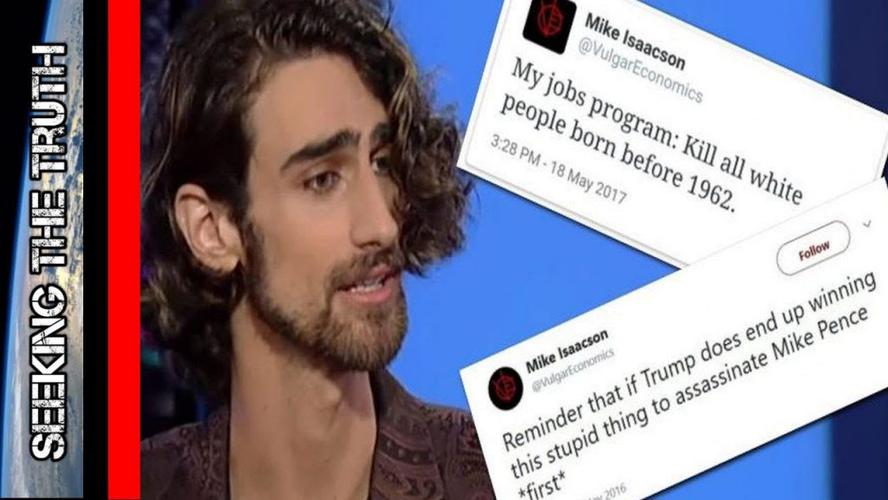 SEEKING THE TRUTH
Mike Isaacson
@VulgarEconomics
My jobs program: Kill all white
people born before 1962.
3:28 PM - 18 May 2017
Follow
Mike Isaacson
@VulgarEconomics
Reminder that if Trump does end up winning
this stupid thing to assassinate Mike Pence
*first*
2016